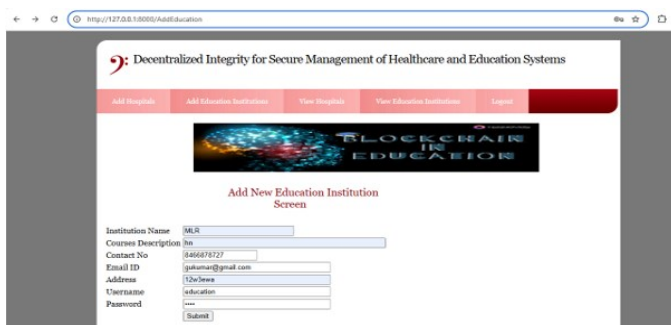 http://127.0.0.1:8000/AddEducation
Decentralized Integrity for Secure Management of Healthcare and Education Systems
Add Hospitals Add Education Institutions View Hospitals View Education Institutions Logout
BLOCKCHAIN
IN
EDUCATION
Add New Education Institution
Screen
Institution Name MLR
Courses Description hn
Contact No 8466878727
Email ID gukumar@gmail.com
Address 12w3ewa
Username education
Password ••••
Submit